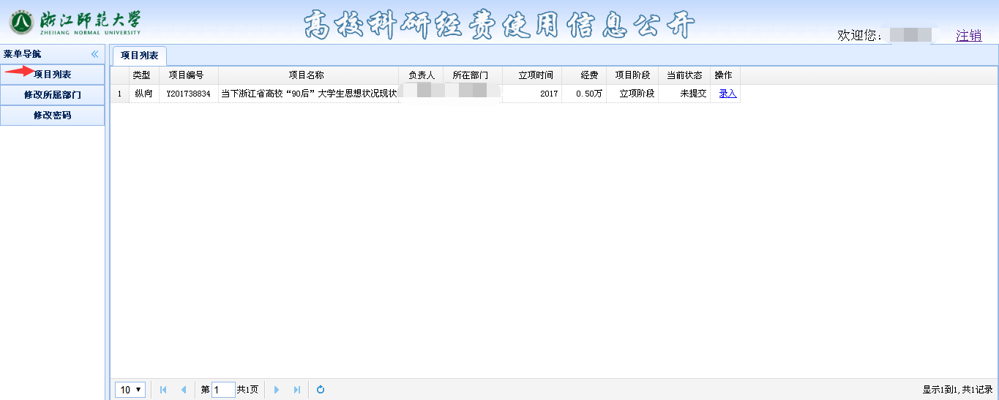 浙江师范大学
ZHEJIANG NORMAL UNIVERSITY
高校科研经费使用信息公开
欢迎您: 注销
菜单导航
项目列表
修改所属部门
修改密码
项目列表
类型 项目编号 项目名称 负责人 所在部门 立项时间 经费 项目阶段 当前状态 操作
1 纵向 Y201738834 当下浙江省高校“90后”大学生思想状况现状 2017 0.50万 立项阶段 未提交 录入
10 第 1 共1页 显示1到1,共1记录